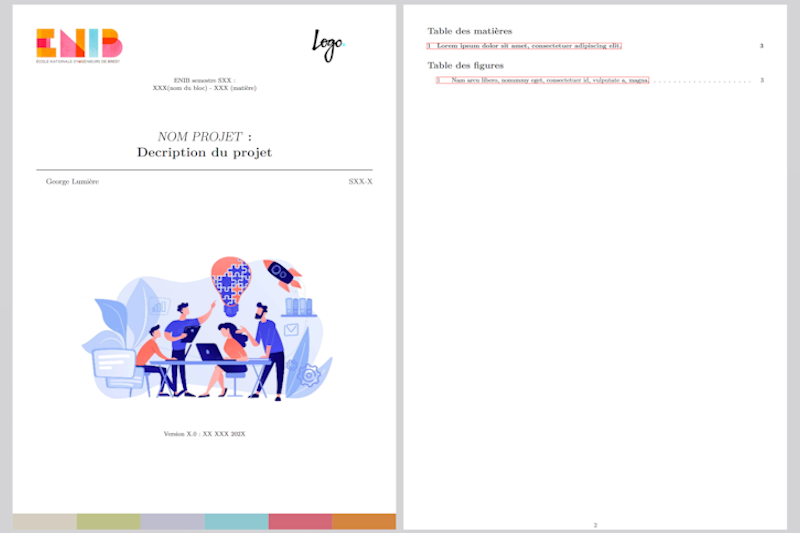 ENIB
ÉCOLE NATIONALE D'INGÉNIEURS DE BREST
Logo.
ENIB semestre SXX :
XXX(nom du bloc) - XXX (matière)
NOM PROJET :
Decription du projet
George Lumière
SXX-X
Version X.0 : XX XXX 202X
Table des matières
1 Lorem ipsum dolor sit amet, consectetuer adipiscing elit. 3
Table des figures
1 Nam arcu libero, nonummy eget, consectetuer id, vulputate a, magna. . . . . . . . . . . . . . . . . . . . 3
2